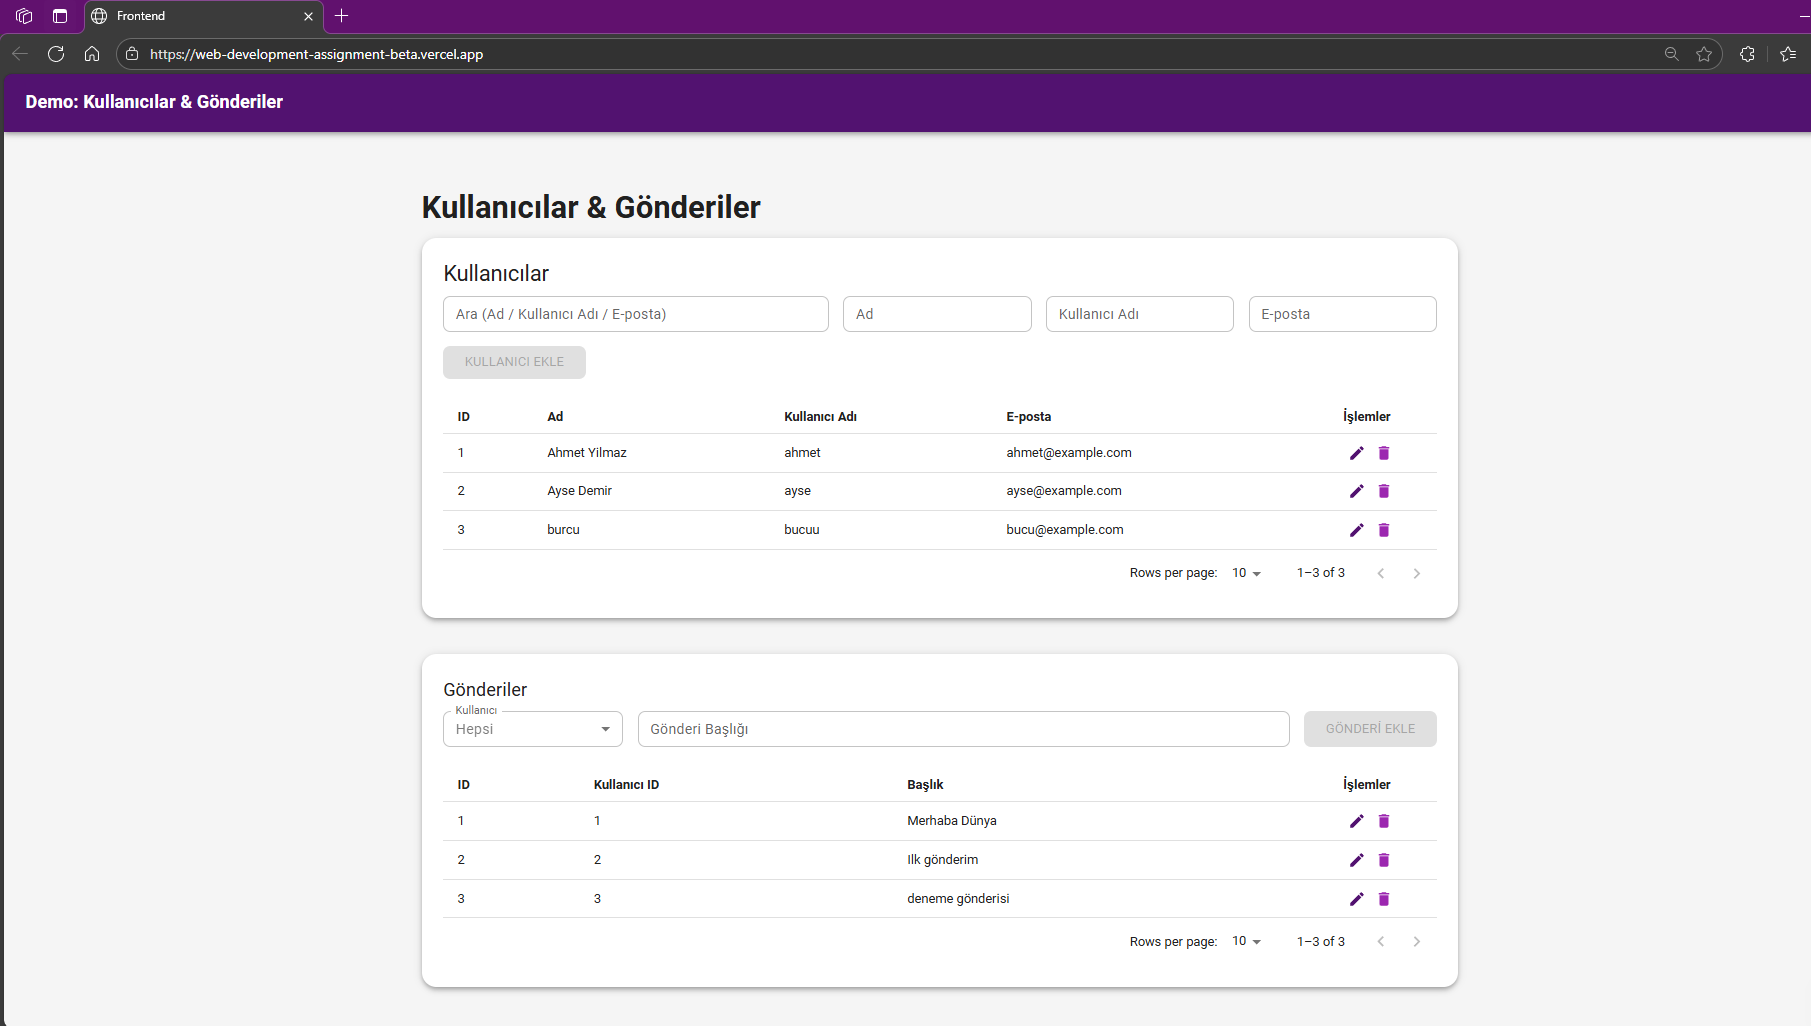 Frontend
https://web-development-assignment-beta.vercel.app
Demo: Kullanıcılar & Gönderiler
Kullanıcılar & Gönderiler
Kullanıcılar
Ara (Ad / Kullanıcı Adı / E-posta) Ad Kullanıcı Adı E-posta
KULLANICI EKLE
ID Ad Kullanıcı Adı E-posta İşlemler
1 Ahmet Yilmaz ahmet ahmet@example.com
2 Ayse Demir ayse ayse@example.com
3 burcu bucuu bucu@example.com
Rows per page: 10 1–3 of 3
Gönderiler
Kullanıcı
Hepsi Gönderi Başlığı GÖNDERİ EKLE
ID Kullanıcı ID Başlık İşlemler
1 1 Merhaba Dünya
2 2 Ilk gönderim
3 3 deneme gönderisi
Rows per page: 10 1–3 of 3